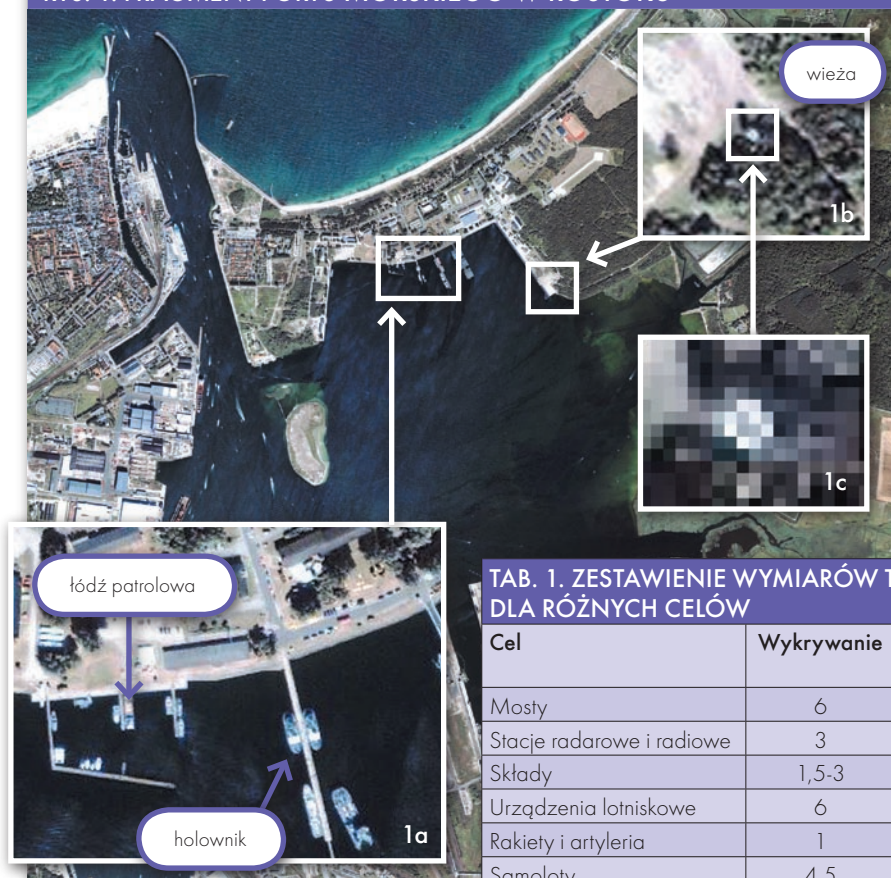 wieża
1b
1c
łódź patrolowa
holownik
1a
TAB. 1. ZESTAWIENIE WYMIARÓW
DLA RÓŻNYCH CELÓW
Cel Wykrywanie
Mosty 6
Stacje radarowe i radiowe 3
Składy 1,5-3
Urządzenia lotniskowe 6
Rakiety i artyleria 1
Samoloty 4,5